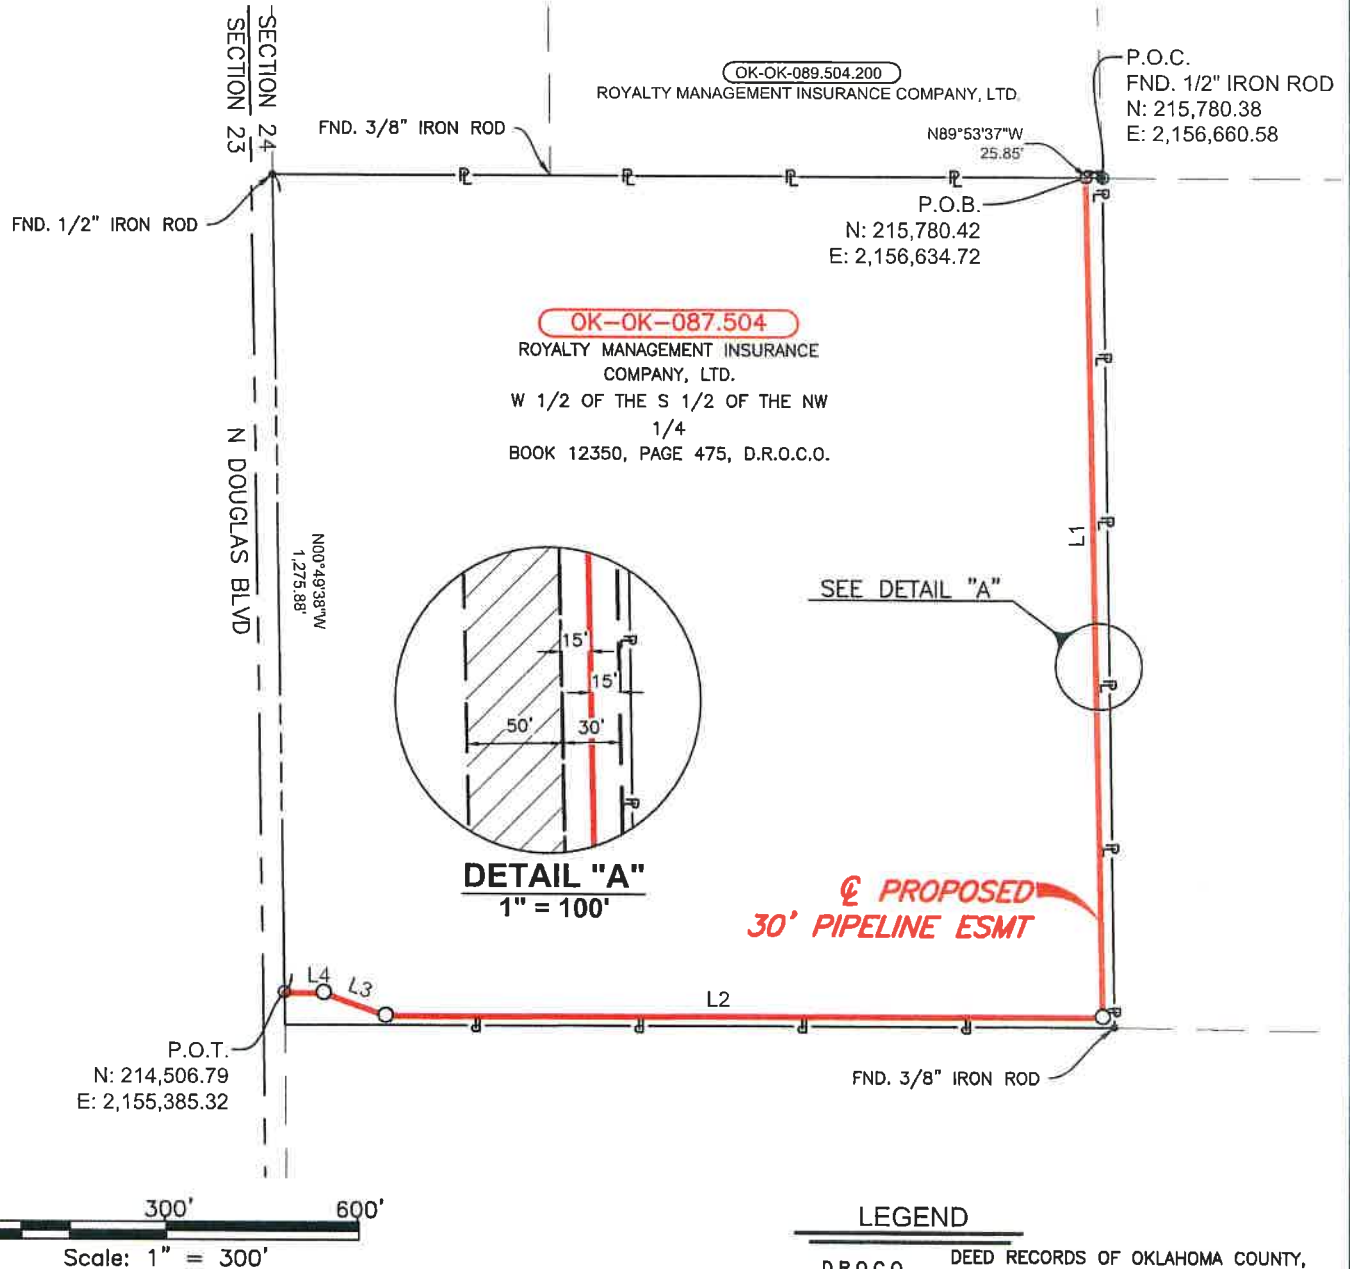 SECTION 24
SECTION 23
OK-OK-089.504.200
ROYALTY MANAGEMENT INSURANCE COMPANY, LTD.
P.O.C.
FND. 1/2" IRON ROD
N: 215,780.38
E: 2,156,660.58
FND. 3/8" IRON ROD
N89°53'37"W
25.85'
FND. 1/2" IRON ROD
P.O.B.
N: 215,780.42
E: 2,156,634.72
OK-OK-087.504
ROYALTY MANAGEMENT INSURANCE
COMPANY, LTD.
W 1/2 OF THE S 1/2 OF THE NW
1/4
BOOK 12350, PAGE 475, D.R.O.C.O.
N DOUGLAS BLVD
N00°49'38"W
1,275.88'
L1
SEE DETAIL "A"
15'
15'
50'
30'
DETAIL "A"
1" = 100'
℄ PROPOSED
30' PIPELINE ESMT
L4
L3
L2
P.O.T.
N: 214,506.79
E: 2,155,385.32
FND. 3/8" IRON ROD
300'
600'
Scale: 1" = 300'
LEGEND
D.R.O.C.O.
DEED RECORDS OF OKLAHOMA COUNTY,